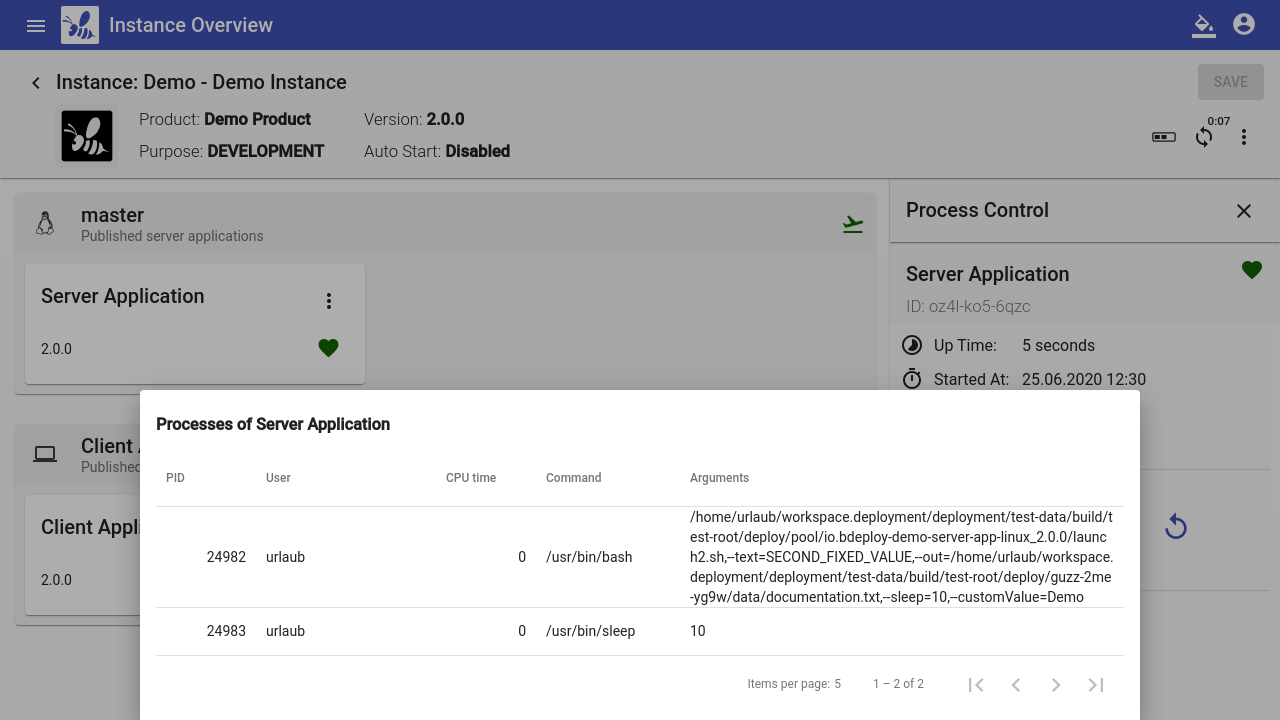 Instance Overview
Instance: Demo - Demo Instance
SAVE
Product: Demo Product
Version: 2.0.0
Purpose: DEVELOPMENT
Auto Start: Disabled
0:07
master
Published server applications
Server Application
2.0.0
Process Control
Server Application
ID: oz4l-ko5-6qzc
Up Time: 5 seconds
Started At: 25.06.2020 12:30
Client A
Published
Client Appli
2.0.0
Processes of Server Application
PID User CPU time Command Arguments
24982 urlaub 0 /usr/bin/bash
/home/urlaub/workspace.deployment/deployment/test-data/build/t
est-root/deploy/pool/io.bdeploy-demo-server-app-linux_2.0.0/launc
h2.sh,--text=SECOND_FIXED_VALUE,--out=/home/urlaub/workspace.
deployment/deployment/test-data/build/test-root/deploy/guzz-2me
-yg9w/data/documentation.txt,--sleep=10,--customValue=Demo
24983 urlaub 0 /usr/bin/sleep 10
Items per page: 5 1 – 2 of 2